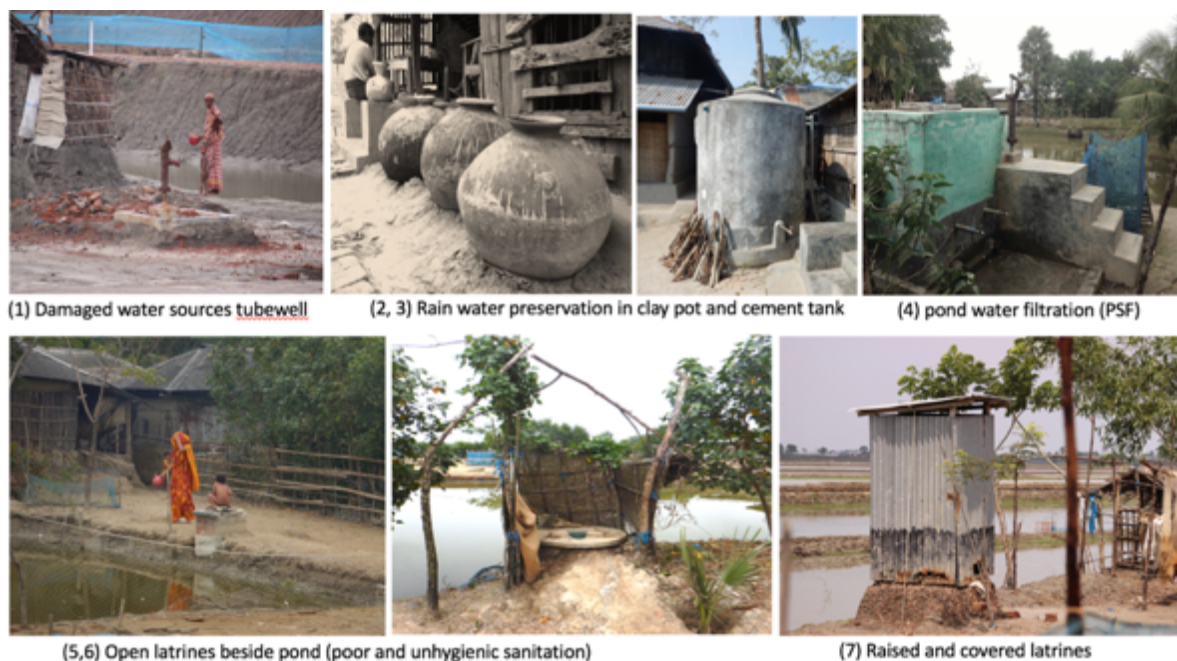 (1) Damaged water sources tubewell
(2, 3) Rain water preservation in clay pot and cement tank
(4) pond water filtration (PSF)
(5,6) Open latrines beside pond (poor and unhygienic sanitation)
(7) Raised and covered latrines